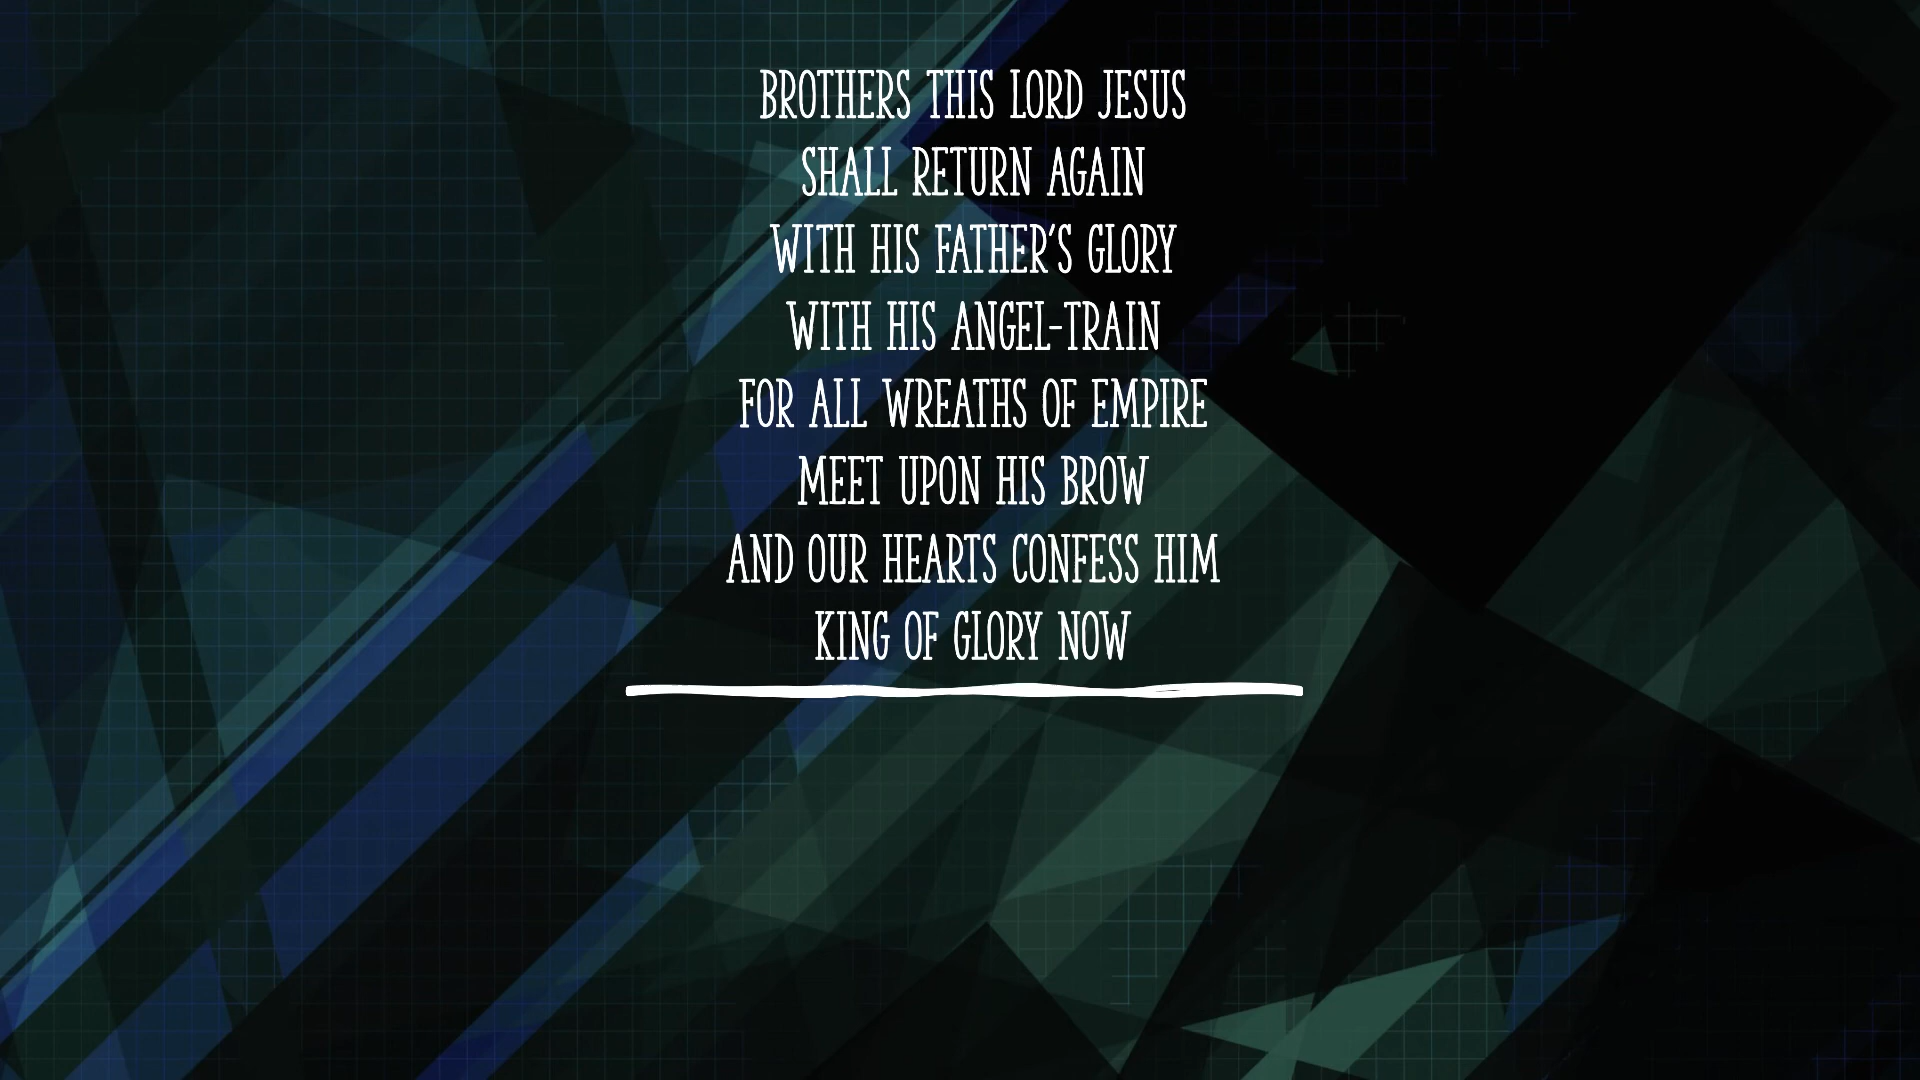 BROTHERS THIS LORD JESUS
SHALL RETURN AGAIN
WITH HIS FATHER'S GLORY
WITH HIS ANGEL-TRAIN
FOR ALL WREATHS OF EMPIRE
MEET UPON HIS BROW
AND OUR HEARTS CONFESS HIM
KING OF GLORY NOW